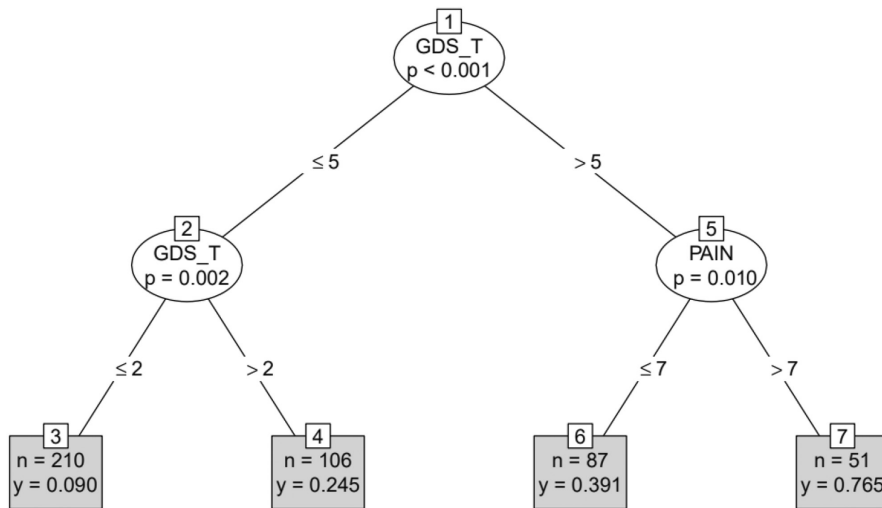 1
GDS_T
p < 0.001
≤ 5
> 5
2
GDS_T
p = 0.002
5
PAIN
p = 0.010
≤ 2
> 2
≤ 7
> 7
3
n = 210
y = 0.090
4
n = 106
y = 0.245
6
n = 87
y = 0.391
7
n = 51
y = 0.765